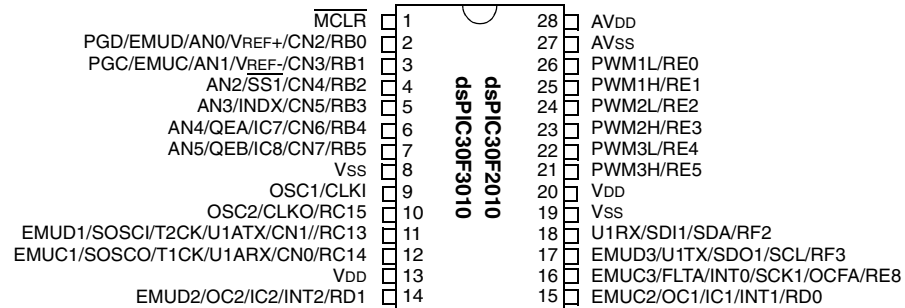 MCLR 1 28 AVDD
PGD/EMUD/AN0/VREF+/CN2/RB0 2 27 AVSS
PGC/EMUC/AN1/VREF-/CN3/RB1 3 26 PWM1L/RE0
AN2/SS1/CN4/RB2 4 25 PWM1H/RE1
AN3/INDX/CN5/RB3 5 24 PWM2L/RE2
AN4/QEA/IC7/CN6/RB4 6 23 PWM2H/RE3
AN5/QEB/IC8/CN7/RB5 7 22 PWM3L/RE4
VSS 8 21 PWM3H/RE5
OSC1/CLKI 9 20 VDD
OSC2/CLKO/RC15 10 19 VSS
EMUD1/SOSCI/T2CK/U1ATX/CN1//RC13 11 18 U1RX/SDI1/SDA/RF2
EMUC1/SOSCO/T1CK/U1ARX/CN0/RC14 12 17 EMUD3/U1TX/SDO1/SCL/RF3
VDD 13 16 EMUC3/FLTA/INT0/SCK1/OCFA/RE8
EMUD2/OC2/IC2/INT2/RD1 14 15 EMUC2/OC1/IC1/INT1/RD0
dsPIC30F2010
dsPIC30F3010